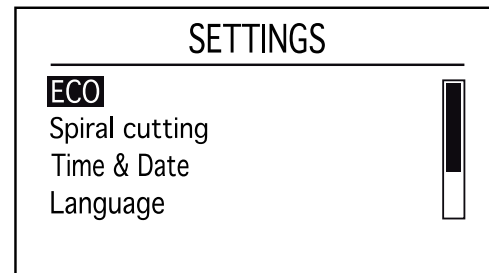 SETTINGS
ECO
Spiral cutting
Time & Date
Language